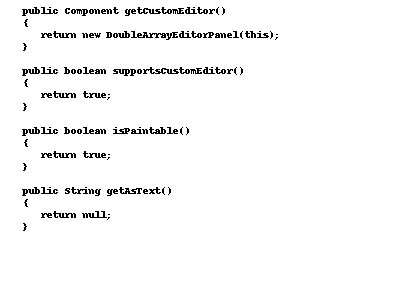 public Component getCustomEditor()
{
   return new DoubleArrayEditorPanel(this);
}

public boolean supportsCustomEditor()
{
   return true;
}

public boolean isPaintable()
{
   return true;
}

public String getAsText()
{
   return null;
}